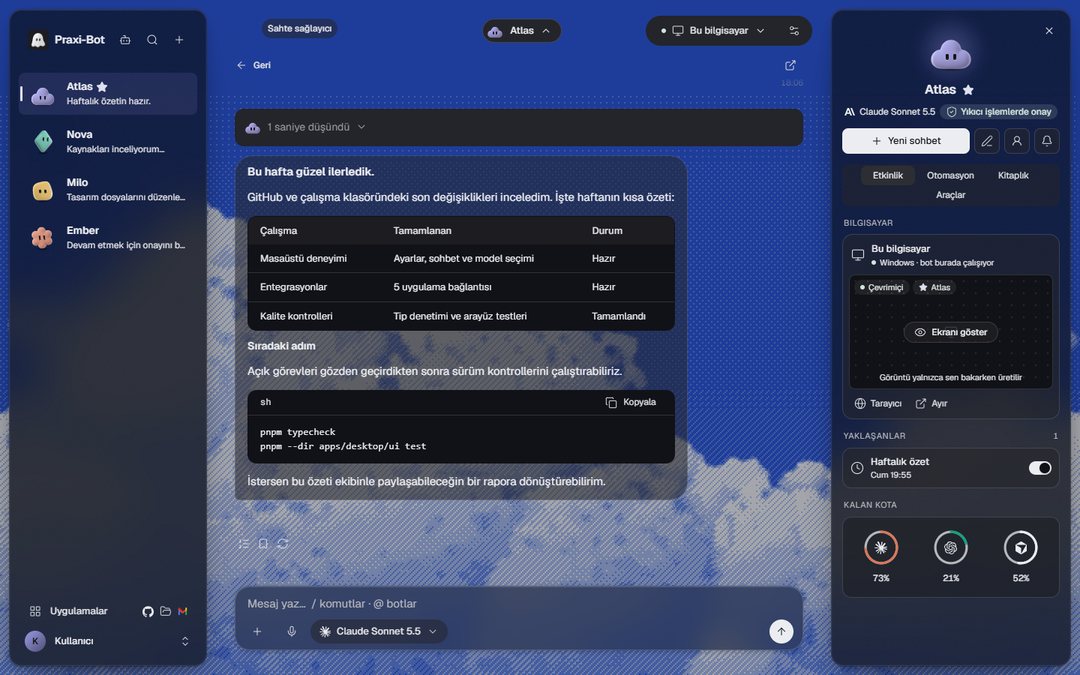 Praxi-Bot
Atlas
Haftalık özetin hazır.
Nova
Kaynakları inceliyorum...
Milo
Tasarım dosyalarını düzenle...
Ember
Devam etmek için onayını b...
Uygulamalar
K Kullanıcı
Sahte sağlayıcı
Atlas
Bu bilgisayar
Geri
18:06
1 saniye düşündü
Bu hafta güzel ilerledik.
GitHub ve çalışma klasöründeki son değişiklikleri inceledim. İşte haftanın kısa özeti:
Çalışma Tamamlanan Durum
Masaüstü deneyimi Ayarlar, sohbet ve model seçimi Hazır
Entegrasyonlar 5 uygulama bağlantısı Hazır
Kalite kontrolleri Tip denetimi ve arayüz testleri Tamamlandı
Sıradaki adım
Açık görevleri gözden geçirdikten sonra sürüm kontrollerini çalıştırabiliriz.
sh Kopyala
pnpm typecheck
pnpm --dir apps/desktop/ui test
İstersen bu özeti ekibinle paylaşabileceğin bir rapora dönüştürebilirim.
Mesaj yaz... / komutlar · @ botlar
Claude Sonnet 5.5
Atlas
Claude Sonnet 5.5 Yıkıcı işlemlerde onay
+ Yeni sohbet
Etkinlik Otomasyon Kitaplık
Araçlar
BILGISAYAR
Bu bilgisayar
Windows · bot burada çalışıyor
Çevrimiçi Atlas
Ekranı göster
Görüntü yalnızca sen bakarken üretilir
Tarayıcı Ayır
YAKLAŞANLAR 1
Haftalık özet
Cum 19:55
KALAN KOTA
73% 21% 52%